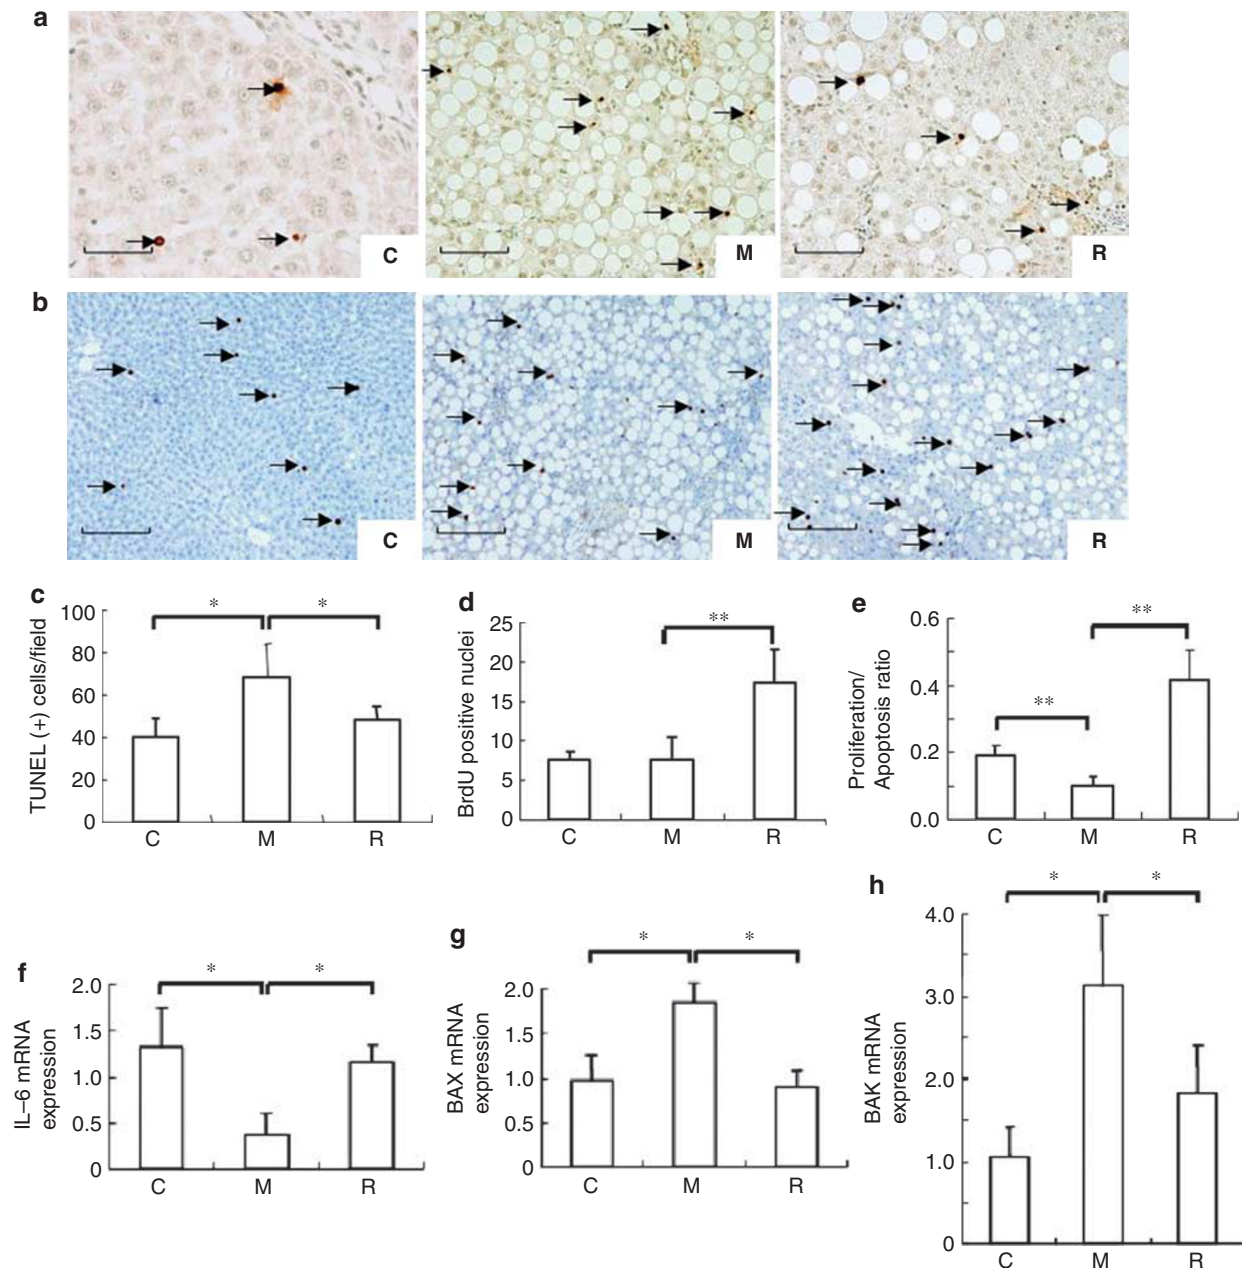 a
C
M
R
b
C
M
R
c
TUNEL (+) cells/field
100
80
60
40
20
0
*
*
C
M
R
d
BrdU positive nuclei
25
20
15
10
5
0
**
C
M
R
e
Proliferation/
Apoptosis ratio
0.6
0.4
0.2
0.0
**
**
C
M
R
f
IL–6 mRNA
expression
2.0
1.5
1.0
0.5
0
*
*
C
M
R
g
BAX mRNA
expression
2.0
1.5
1.0
0.5
0
*
*
C
M
R
h
BAK mRNA
expression
4.0
3.0
2.0
1.0
0
*
*
C
M
R